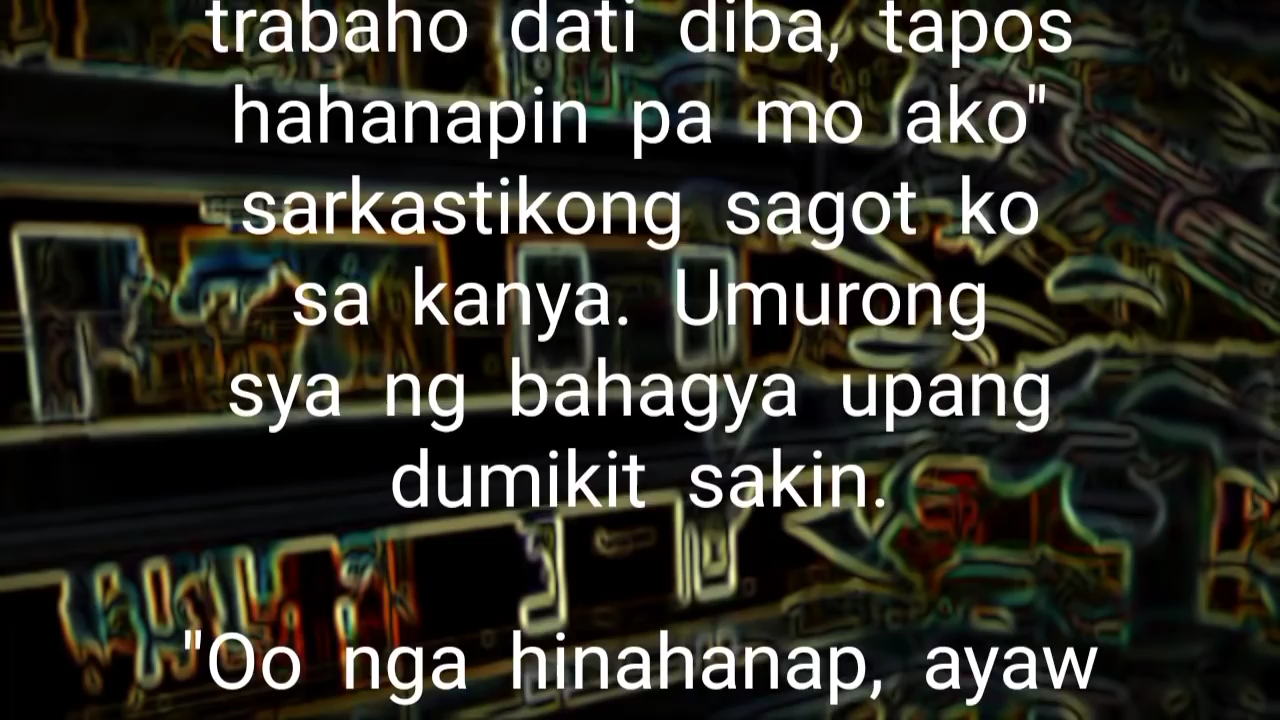 trabaho dati diba, tapos
hahanapin pa mo ako"
sarkastikong sagot ko
sa kanya. Umurong
sya ng bahagya upang
dumikit sakin.
"Oo nga hinahanap, ayaw